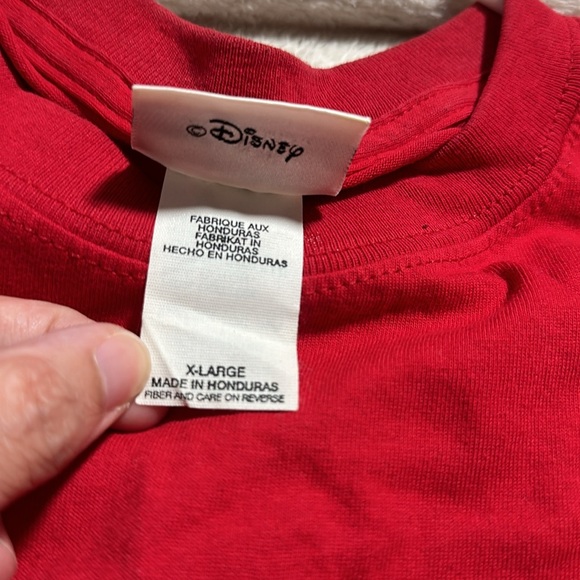 © Disney
FABRIQUE AUX
HONDURAS
FABRIKAT IN
HONDURAS
HECHO EN HONDURAS
X-LARGE
MADE IN HONDURAS
FIBER AND CARE ON REVERSE